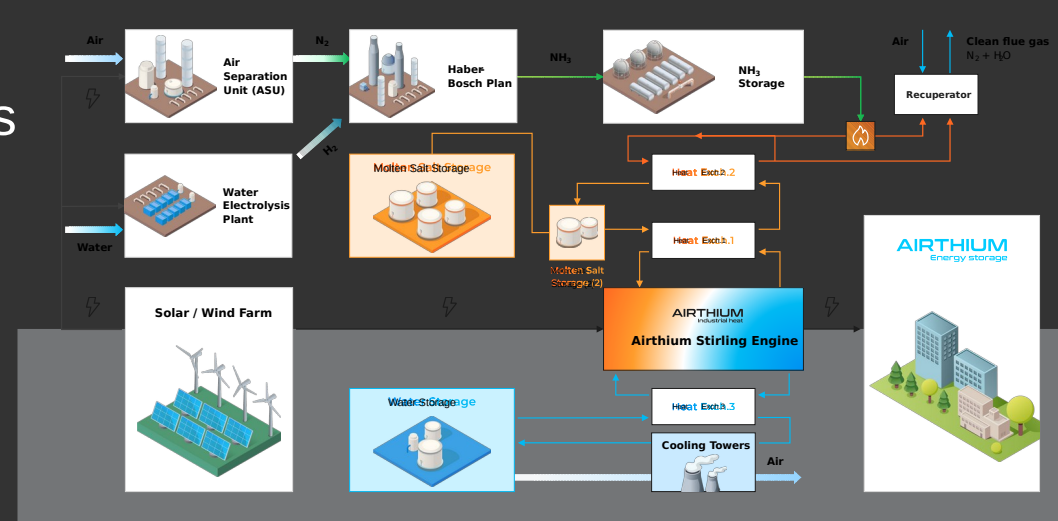 s
Air
Air Separation
Unit (ASU)
N₂
Haber-
Bosch Plan
NH₃
NH₃
Storage
Air
Clean flue gas
N₂ + H₂O
Recuperator
H₂
Water
Electrolysis
Plant
Water
Molten Salt Storage
Heat Exch.2
Heat Exch.1
Molten Salt
Storage (2)
AIRTHIUM
Energy storage
Solar / Wind Farm
AIRTHIUM
industrial heat
Airthium Stirling Engine
Water Storage
Heat Exch.3
Cooling Towers
Air